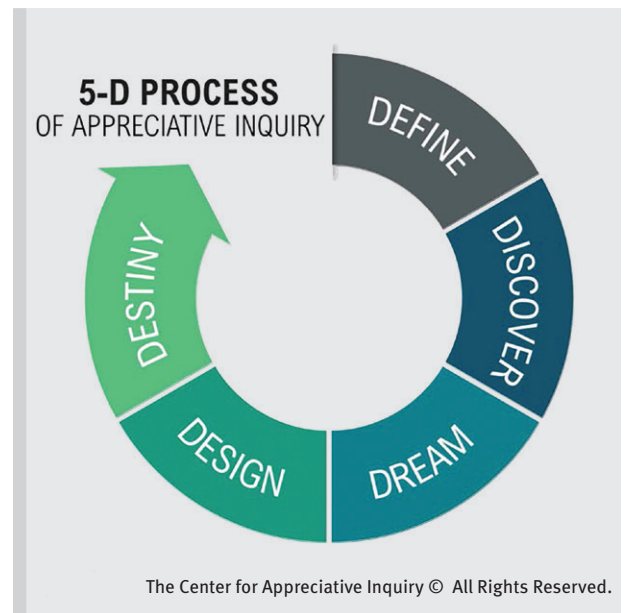 5-D PROCESS
OF APPRECIATIVE INQUIRY
DEFINE
DISCOVER
DREAM
DESIGN
DESTINY
The Center for Appreciative Inquiry © All Rights Reserved.